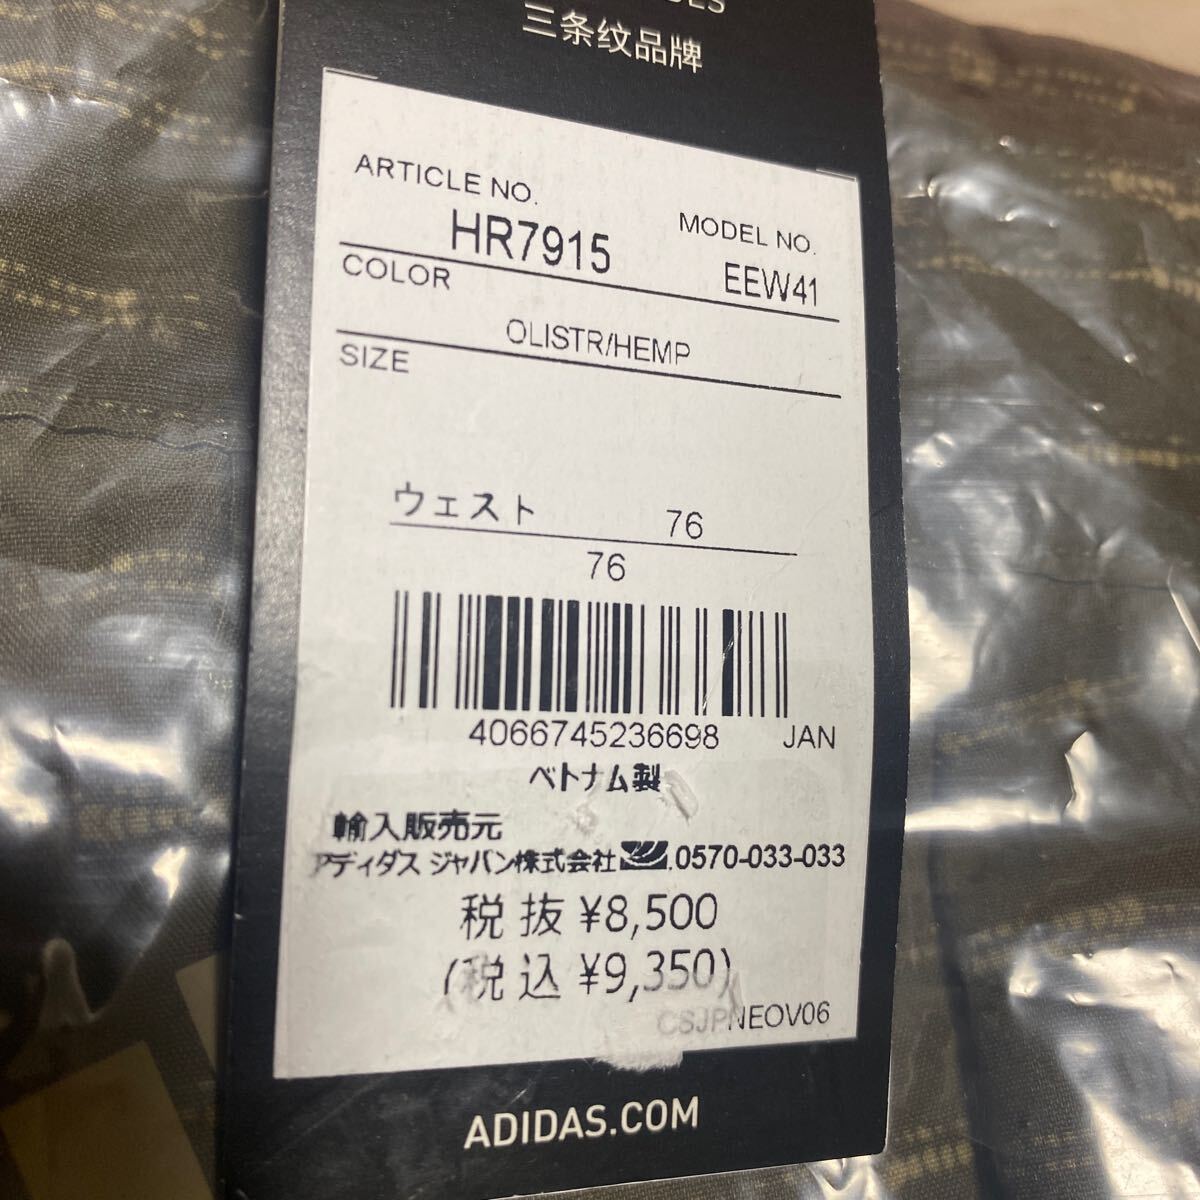 三条纹品牌
ARTICLE NO.
HR7915
MODEL NO.
EEW41
COLOR
OLISTR/HEMP
SIZE
ウェスト 76
76
4066745236698 JAN
ベトナム製
輸入販売元
アディダス ジャパン株式会社 .0570-033-033
税抜 ¥8,500
(税込 ¥9,350)
CSJPNEOV06
ADIDAS.COM